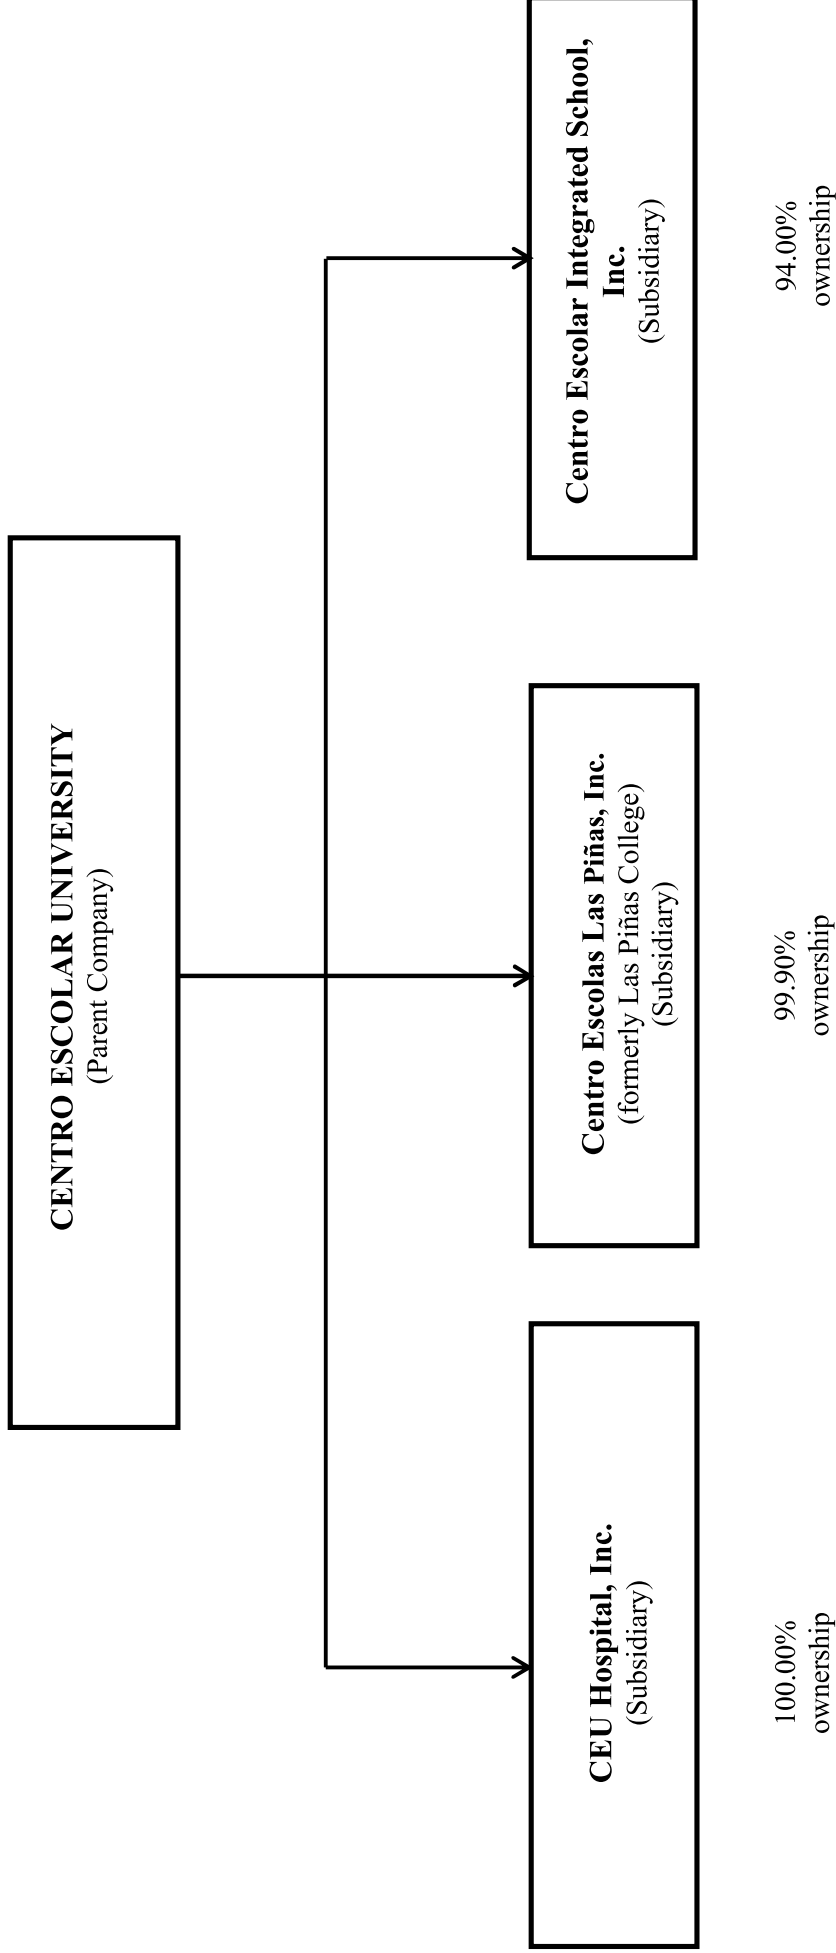 CENTRO ESCOLAR UNIVERSITY
(Parent Company)
CEU Hospital, Inc.
(Subsidiary)
100.00%
ownership
Centro Escolas Las Piñas, Inc.
(formerly Las Piñas College)
(Subsidiary)
99.90%
ownership
Centro Escolar Integrated School,
Inc.
(Subsidiary)
94.00%
ownership